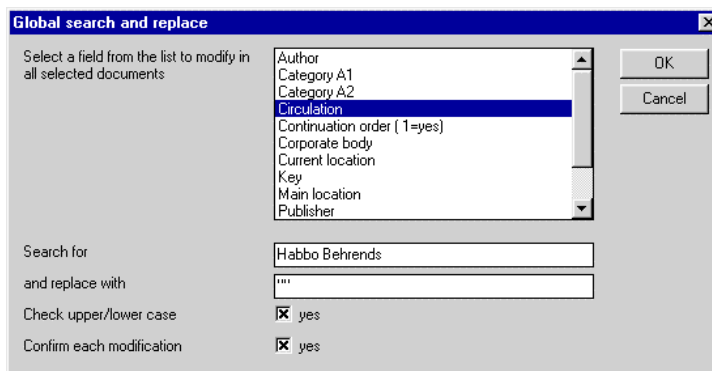 Global search and replace
Select a field from the list to modify in
all selected documents
Author
Category A1
Category A2
Circulation
Continuation order ( 1=yes)
Corporate body
Current location
Key
Main location
Publisher
OK
Cancel
Search for
Habbo Behrends
and replace with
""
Check upper/lower case
yes
Confirm each modification
yes